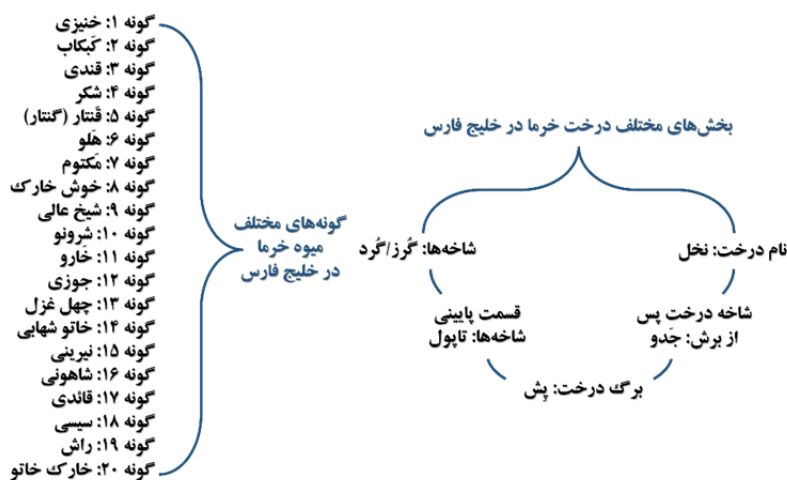 گونه ۱: خنیزی
گونه ۲: کَبکاب
گونه ۳: قندی
گونه ۴: شکر
گونه ۵: قَنتار (گنتار)
گونه ۶: هَلو
گونه ۷: مَکتوم
گونه ۸: خوش خارک
گونه ۹: شیخ عالی
گونه ۱۰: شرونو
گونه ۱۱: خَارو
گونه ۱۲: جوزی
گونه ۱۳: چهل غزل
گونه ۱۴: خاتو شهابی
گونه ۱۵: نیرینی
گونه ۱۶: شاهونی
گونه ۱۷: قائدی
گونه ۱۸: سیسی
گونه ۱۹: راش
گونه ۲۰: خارک خاتو
گونه‌های مختلف
میوه خرما
در خلیج فارس
بخش‌های مختلف درخت خرما در خلیج فارس
نام درخت: نخل
شاخه‌ها: گُرز/گُرد
شاخه درخت پس
از برش: جَدو
قسمت پایینی
شاخه‌ها: تاپول
برگ درخت: پِش